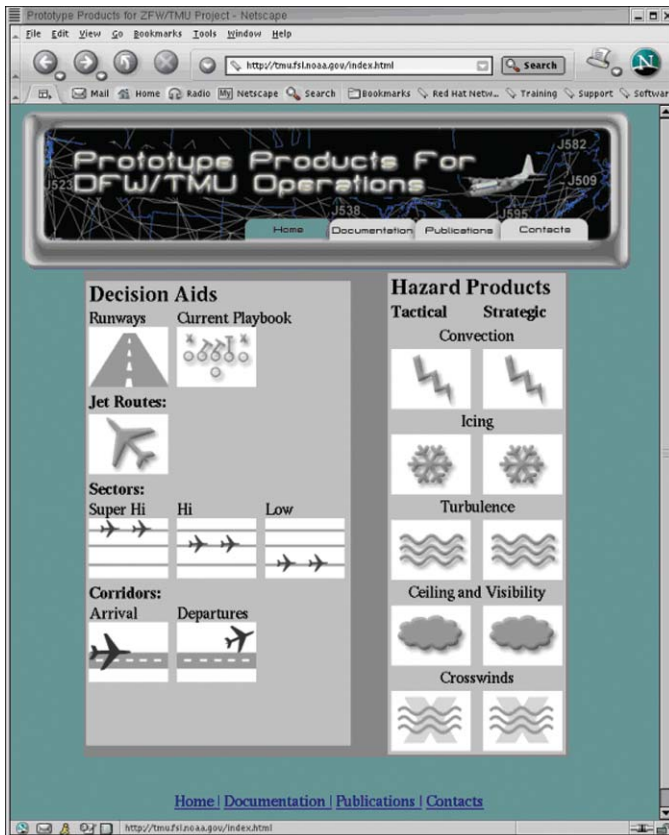 Prototype Products for ZFW/TMU Project - Netscape
File Edit View Go Bookmarks Tools Window Help
http://tmu.fsl.noaa.gov/index.html Search N
Mail Home Radio My Netscape Search Bookmarks Red Hat Netw... Training Support Softwar
Prototype Products For
DFW/TMU Operations
J523
J582
J509
J538
J595
Home Documentation Publications Contacts
Decision Aids
Runways Current Playbook
Jet Routes:
Sectors:
Super Hi Hi Low
Corridors:
Arrival Departures
Hazard Products
Tactical Strategic
Convection
Icing
Turbulence
Ceiling and Visibility
Crosswinds
Home | Documentation | Publications | Contacts
http://tmu.fsl.noaa.gov/index.html